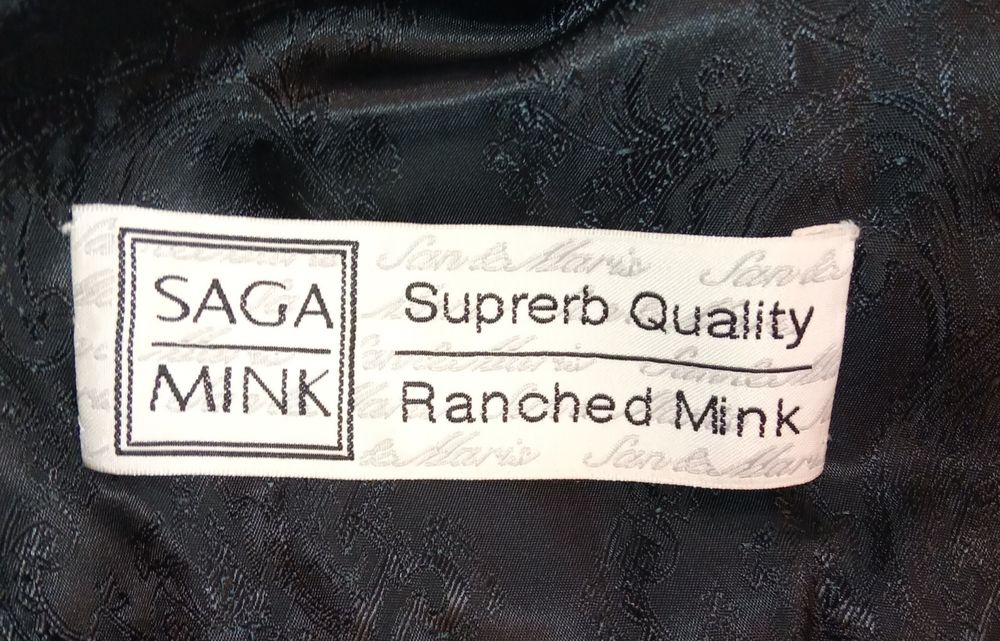 SAGA
MINK
Suprerb Quality
Ranched Mink